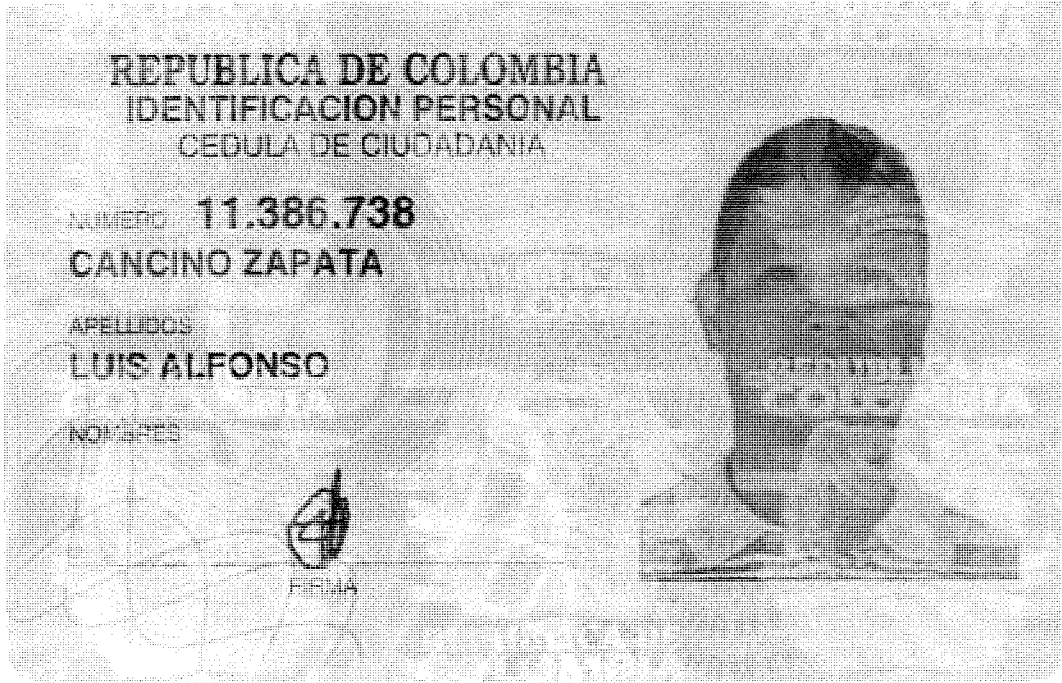 REPUBLICA DE COLOMBIA
IDENTIFICACION PERSONAL
CEDULA DE CIUDADANIA
NUMERO 11.386.738
CANCINO ZAPATA
APELLIDOS
LUIS ALFONSO
NOMBRES
FIRMA